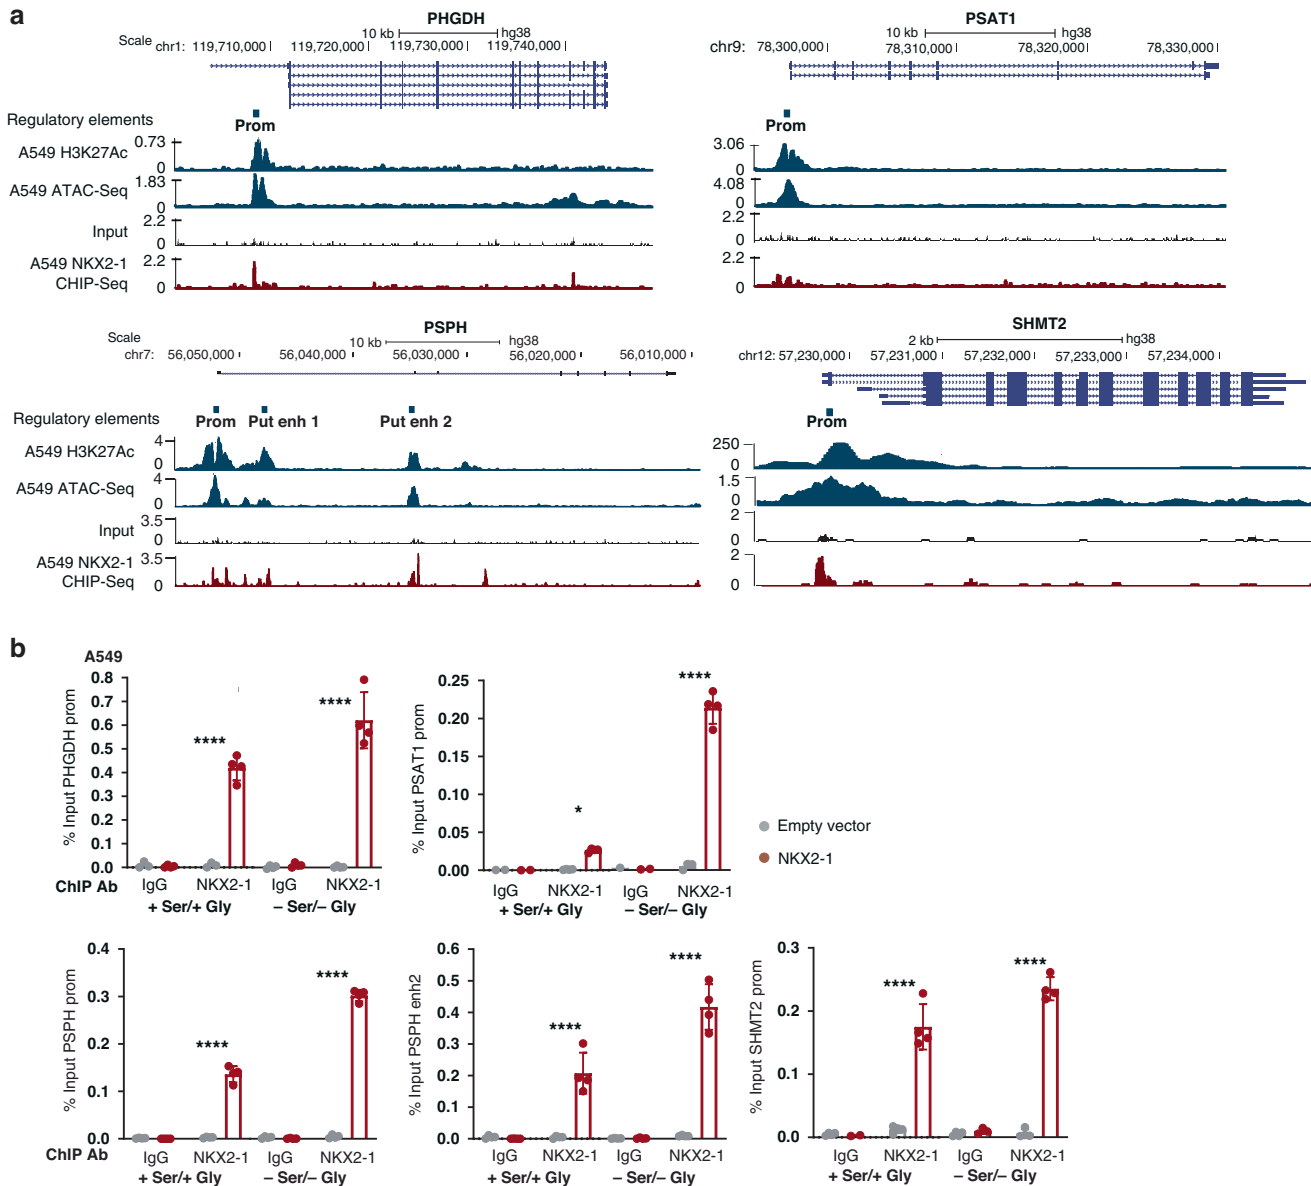 a
PHGDH
Scale
10 kb
hg38
chr1:
119,710,000
119,720,000
119,730,000
119,740,000
Regulatory elements
Prom
A549 H3K27Ac
0.73
0
A549 ATAC-Seq
1.83
0
Input
2.2
0
A549 NKX2-1
CHIP-Seq
2.2
0
PSAT1
10 kb
hg38
chr9:
78,300,000
78,310,000
78,320,000
78,330,000
Prom
3.06
0
4.08
0
2.2
0
2.2
0
PSPH
Scale
10 kb
hg38
chr7:
56,050,000
56,040,000
56,030,000
56,020,000
56,010,000
Regulatory elements
Prom
Put enh 1
Put enh 2
A549 H3K27Ac
4
0
A549 ATAC-Seq
4
0
Input
3.5
0
A549 NKX2-1
CHIP-Seq
3.5
0
SHMT2
2 kb
hg38
chr12:
57,230,000
57,231,000
57,232,000
57,233,000
57,234,000
Prom
250
0
1.5
0
2
0
2
0
b
A549
% Input PHGDH prom
0.8
0.7
0.6
0.5
0.4
0.3
0.2
0.1
0.0
****
****
ChIP Ab
IgG
NKX2-1
IgG
NKX2-1
+ Ser/+ Gly
– Ser/– Gly
% Input PSAT1 prom
0.25
0.20
0.15
0.10
0.05
0.00
*
****
IgG
NKX2-1
IgG
NKX2-1
+ Ser/+ Gly
– Ser/– Gly
Empty vector
NKX2-1
% Input PSPH prom
0.4
0.3
0.2
0.1
0.0
****
****
ChIP Ab
IgG
NKX2-1
IgG
NKX2-1
+ Ser/+ Gly
– Ser/– Gly
% Input PSPH enh2
0.6
0.5
0.4
0.3
0.2
0.1
0.0
****
****
IgG
NKX2-1
IgG
NKX2-1
+ Ser/+ Gly
– Ser/– Gly
% Input SHMT2 prom
0.3
0.2
0.1
0.0
****
****
IgG
NKX2-1
IgG
NKX2-1
+ Ser/+ Gly
– Ser/– Gly